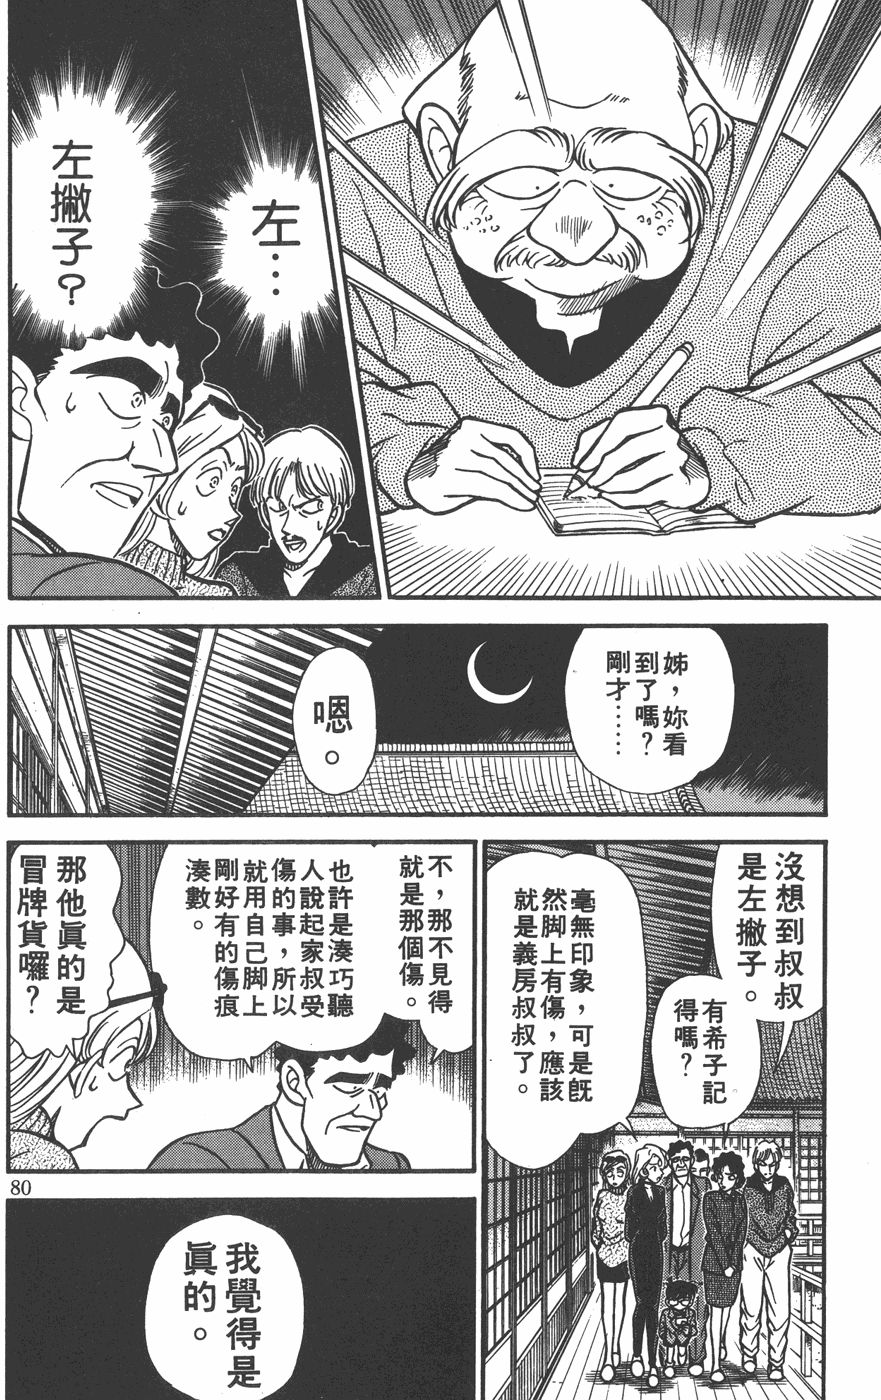 左…
左撇子？
姊，妳看
到了嗎？
剛才……
嗯。
沒想到叔叔
是左撇子。
有希子記
得嗎？
毫無印象，可是既
然脚上有傷，應該
就是義房叔叔了。
不，那不見得
就是那個傷。
也許是湊巧聽
人說起家叔受
傷的事，所以
就用自己脚上
剛好有的傷痕
湊數。
那他眞的是
冒牌貨囉？
80
我覺得是
眞的。